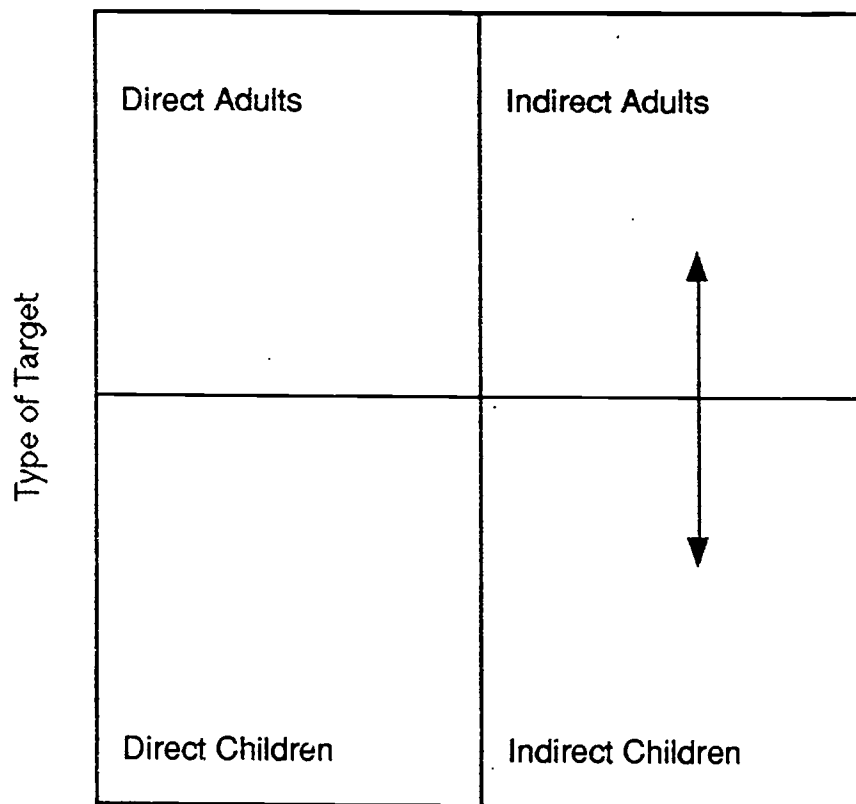 Direct Adults
Indirect Adults
Type of Target
Direct Children
Indirect Children